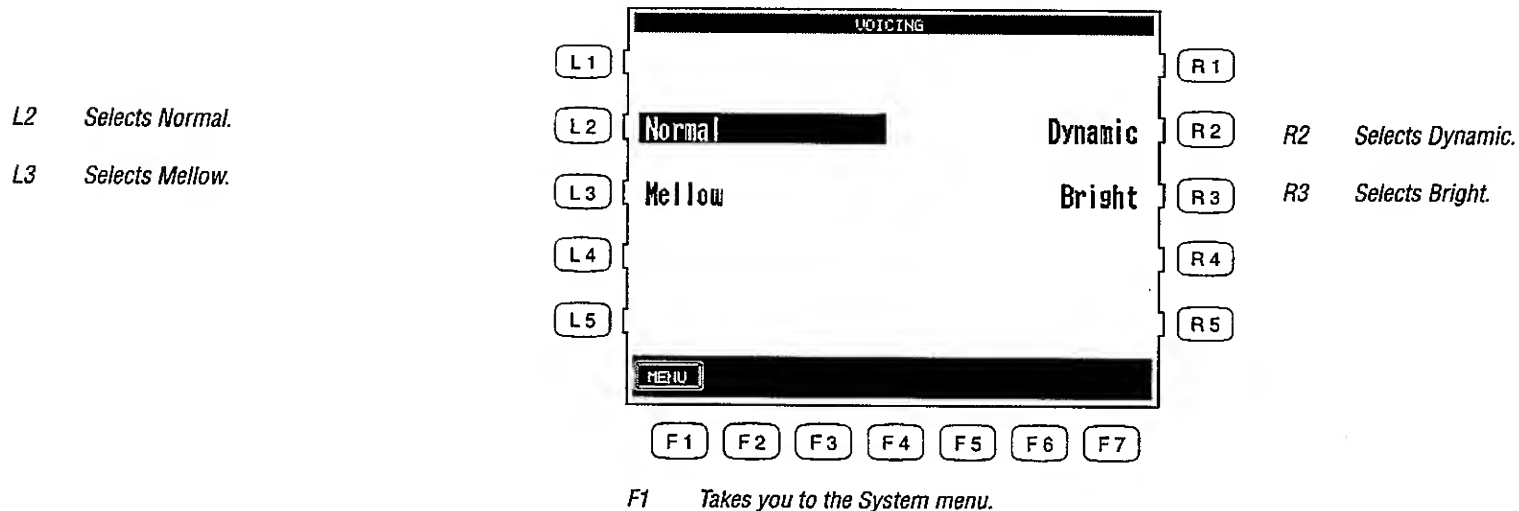 VOICING
L1 R1
L2 Selects Normal. L2 Normal Dynamic R2 R2 Selects Dynamic.
L3 Selects Mellow. L3 Mellow Bright R3 R3 Selects Bright.
L4 R4
L5 R5
MENU
F1 F2 F3 F4 F5 F6 F7
F1 Takes you to the System menu.